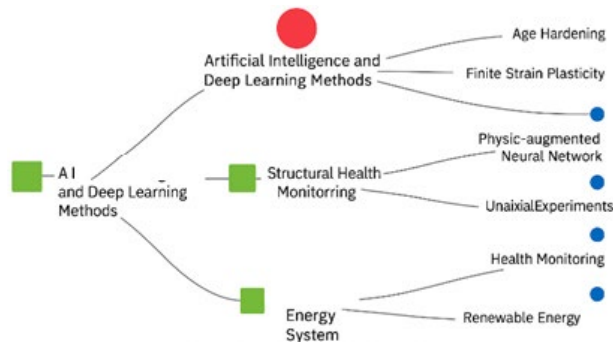 Artificial Intelligence and
Deep Learning Methods
Age Hardening
Finite Strain Plasticity
A I
and Deep Learning
Methods
Structural Health
Monitorring
Physic-augmented
Neural Network
UnaixialExperiments
Energy
System
Health Monitoring
Renewable Energy